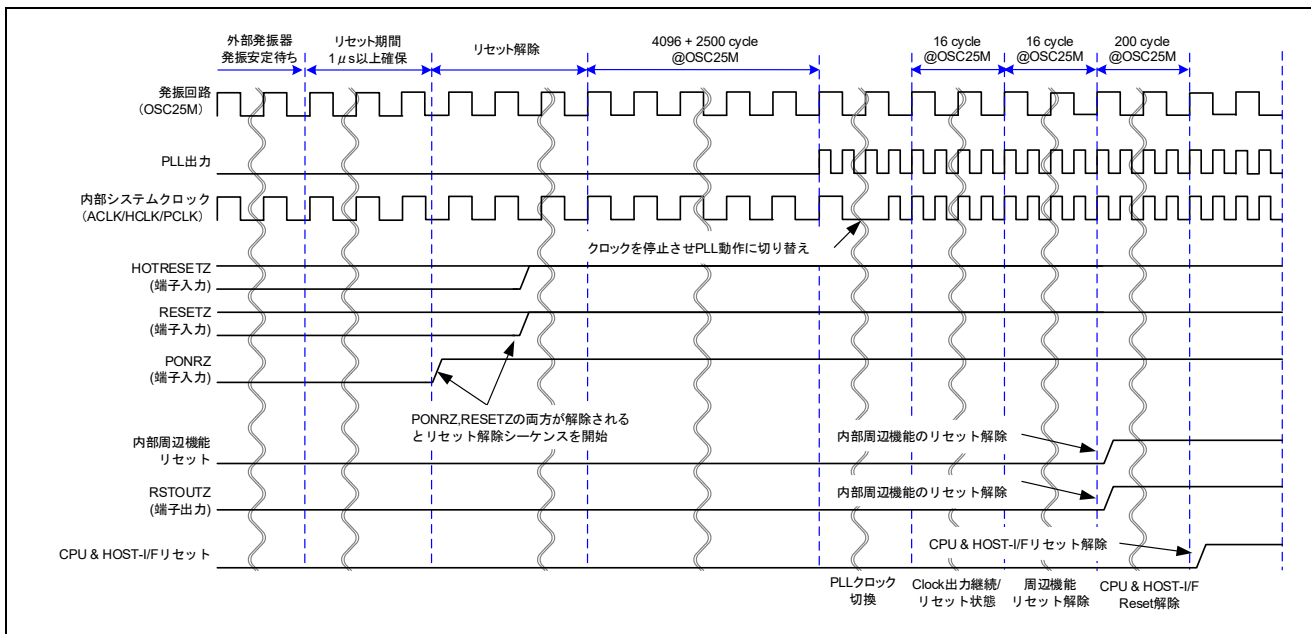 外部発振器
発振安定待ち
リセット期間
1μs以上確保
リセット解除
4096 + 2500 cycle
@OSC25M
16 cycle
@OSC25M
16 cycle
@OSC25M
200 cycle
@OSC25M
発振回路
(OSC25M)
PLL出力
内部システムクロック
(ACLK/HCLK/PCLK)
クロックを停止させPLL動作に切り替え
HOTRESETZ
(端子入力)
RESETZ
(端子入力)
PONRZ
(端子入力)
PONRZ,RESETZの両方が解除される
とリセット解除シーケンスを開始
内部周辺機能
リセット
内部周辺機能のリセット解除
RSTOUTZ
(端子出力)
内部周辺機能のリセット解除
CPU & HOST-I/Fリセット
CPU & HOST-I/Fリセット解除
PLLクロック
切換
Clock出力継続/
リセット状態
周辺機能
リセット解除
CPU & HOST-I/F
Reset解除